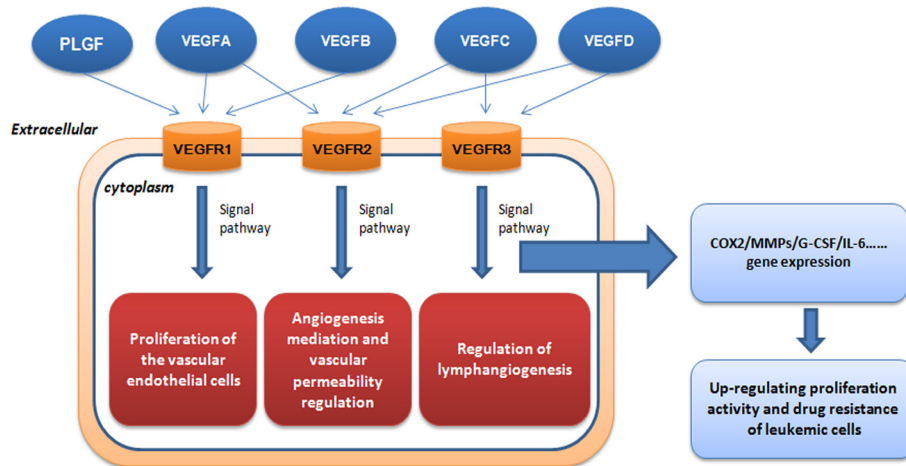 PLGF
VEGFA
VEGFB
VEGFC
VEGFD
Extracellular
VEGFR1
VEGFR2
VEGFR3
cytoplasm
Signal
pathway
Signal
pathway
Signal
pathway
COX2/MMPs/G-CSF/IL-6......
gene expression
Proliferation of
the vascular
endothelial cells
Angiogenesis
mediation and
vascular
permeability
regulation
Regulation of
lymphangiogenesis
Up-regulating proliferation
activity and drug resistance
of leukemic cells